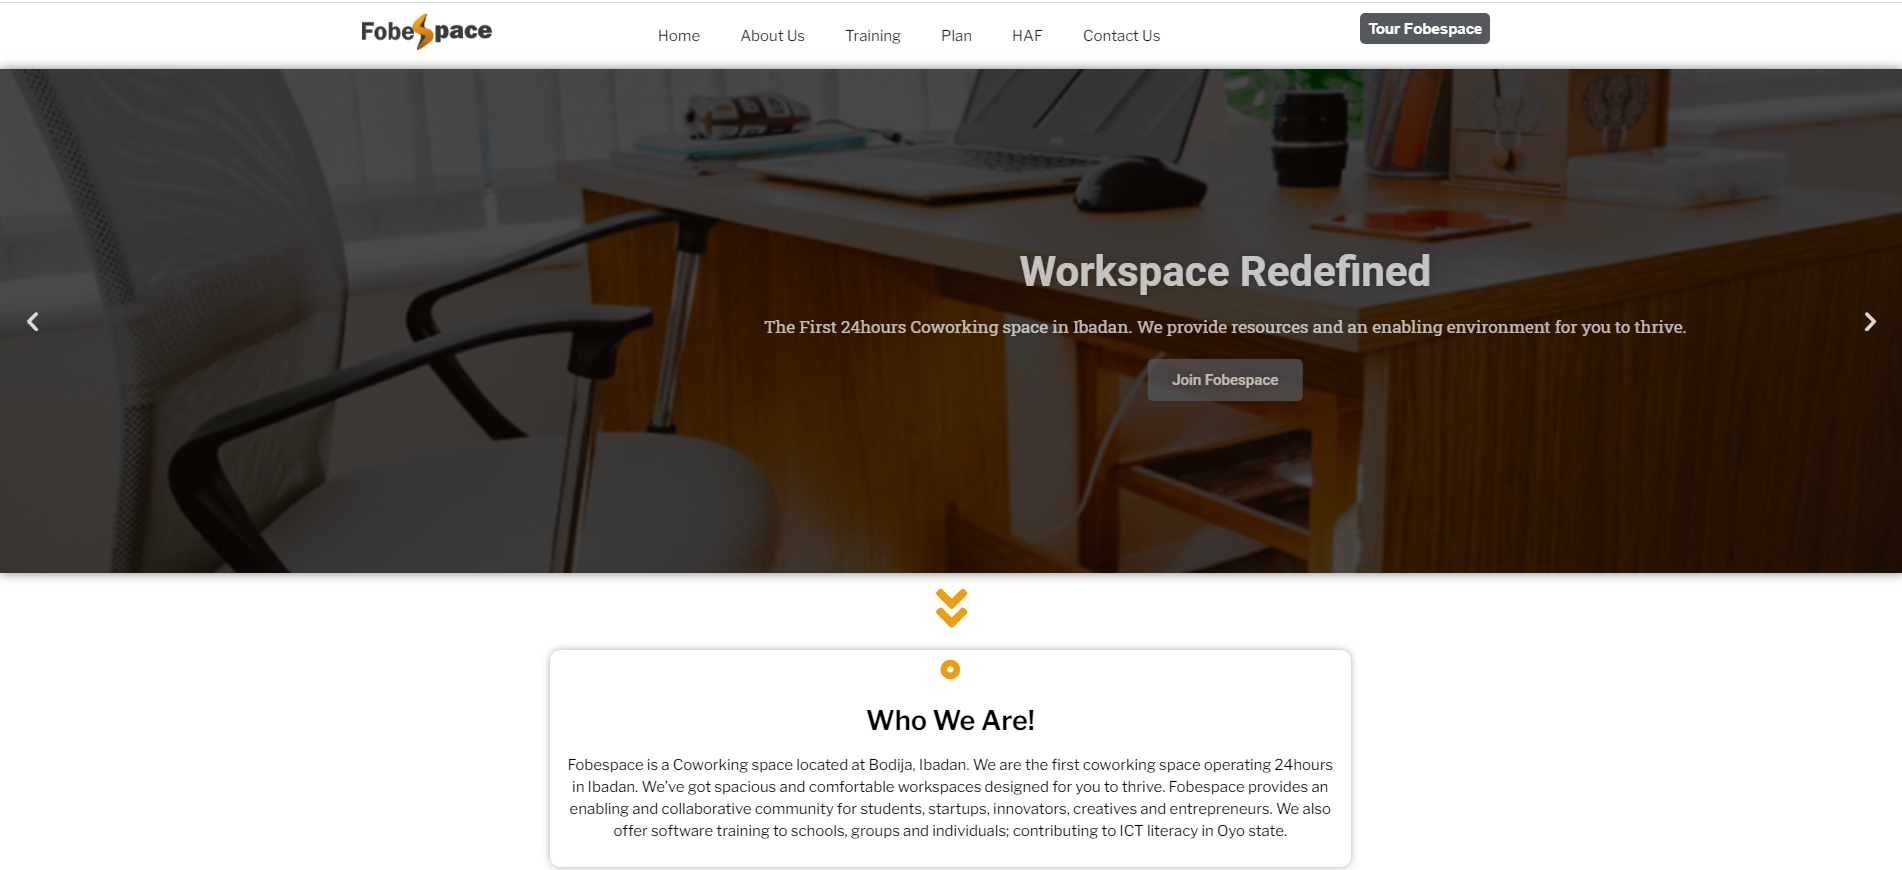 FobeSpace
Home About Us Training Plan HAF Contact Us
Tour Fobespace
Workspace Redefined
The First 24hours Coworking space in Ibadan. We provide resources and an enabling environment for you to thrive.
Join Fobespace
Who We Are!
Fobespace is a Coworking space located at Bodija, Ibadan. We are the first coworking space operating 24hours
in Ibadan. We’ve got spacious and comfortable workspaces designed for you to thrive. Fobespace provides an
enabling and collaborative community for students, startups, innovators, creatives and entrepreneurs. We also
offer software training to schools, groups and individuals; contributing to ICT literacy in Oyo state.